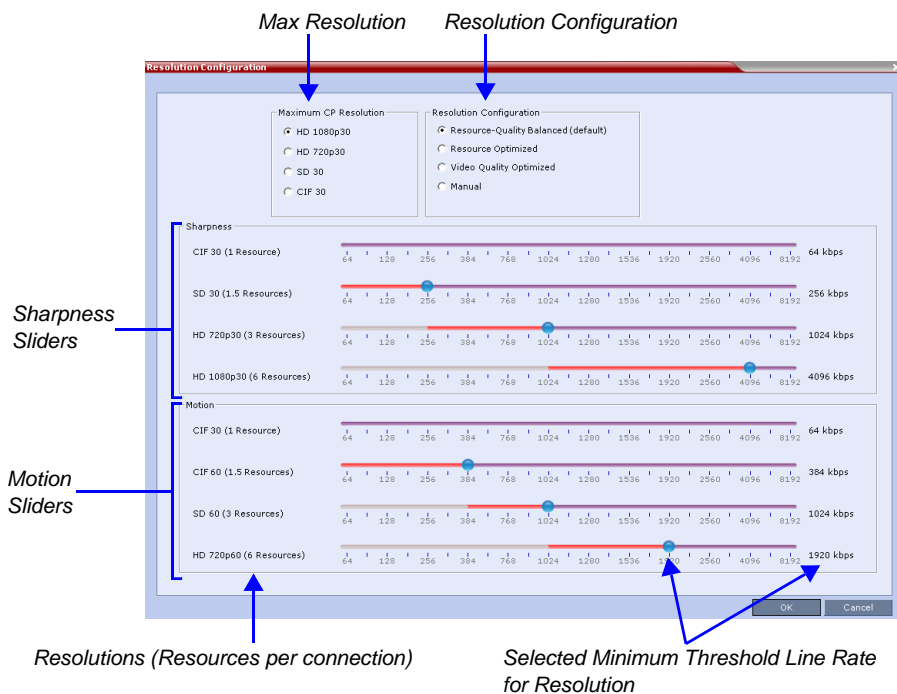 Max Resolution
Resolution Configuration
Resolution Configuration
Maximum CP Resolution
HD 1080p30
HD 720p30
SD 30
CIF 30
Resolution Configuration
Resource-Quality Balanced (default)
Resource Optimized
Video Quality Optimized
Manual
Sharpness Sliders
Sharpness
CIF 30 (1 Resource)
64 128 256 384 768 1024 1280 1536 1920 2560 4096 8192
64 kbps
SD 30 (1.5 Resources)
64 128 256 384 768 1024 1280 1536 1920 2560 4096 8192
256 kbps
HD 720p30 (3 Resources)
64 128 256 384 768 1024 1280 1536 1920 2560 4096 8192
1024 kbps
HD 1080p30 (6 Resources)
64 128 256 384 768 1024 1280 1536 1920 2560 4096 8192
4096 kbps
Motion Sliders
Motion
CIF 30 (1 Resource)
64 128 256 384 768 1024 1280 1536 1920 2560 4096 8192
64 kbps
CIF 60 (1.5 Resources)
64 128 256 384 768 1024 1280 1536 1920 2560 4096 8192
384 kbps
SD 60 (3 Resources)
64 128 256 384 768 1024 1280 1536 1920 2560 4096 8192
1024 kbps
HD 720p60 (6 Resources)
64 128 256 384 768 1024 1280 1536 1920 2560 4096 8192
1920 kbps
OK
Cancel
Resolutions (Resources per connection)
Selected Minimum Threshold Line Rate
for Resolution